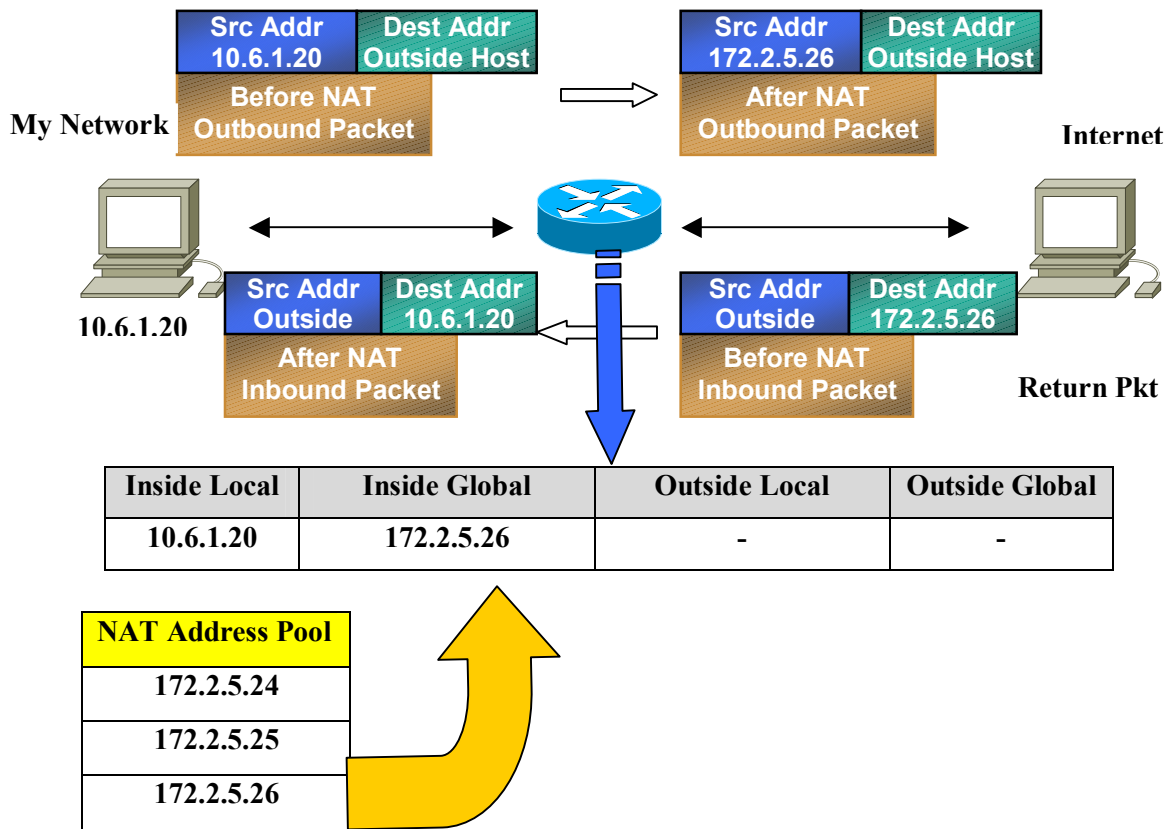 Src Addr
10.6.1.20
Dest Addr
Outside Host
Before NAT
Outbound Packet
Src Addr
172.2.5.26
Dest Addr
Outside Host
After NAT
Outbound Packet
My Network
Internet
10.6.1.20
Src Addr
Outside
Dest Addr
10.6.1.20
After NAT
Inbound Packet
Src Addr
Outside
Dest Addr
172.2.5.26
Before NAT
Inbound Packet
Return Pkt
Inside Local Inside Global Outside Local Outside Global
10.6.1.20 172.2.5.26 - -
NAT Address Pool
172.2.5.24
172.2.5.25
172.2.5.26